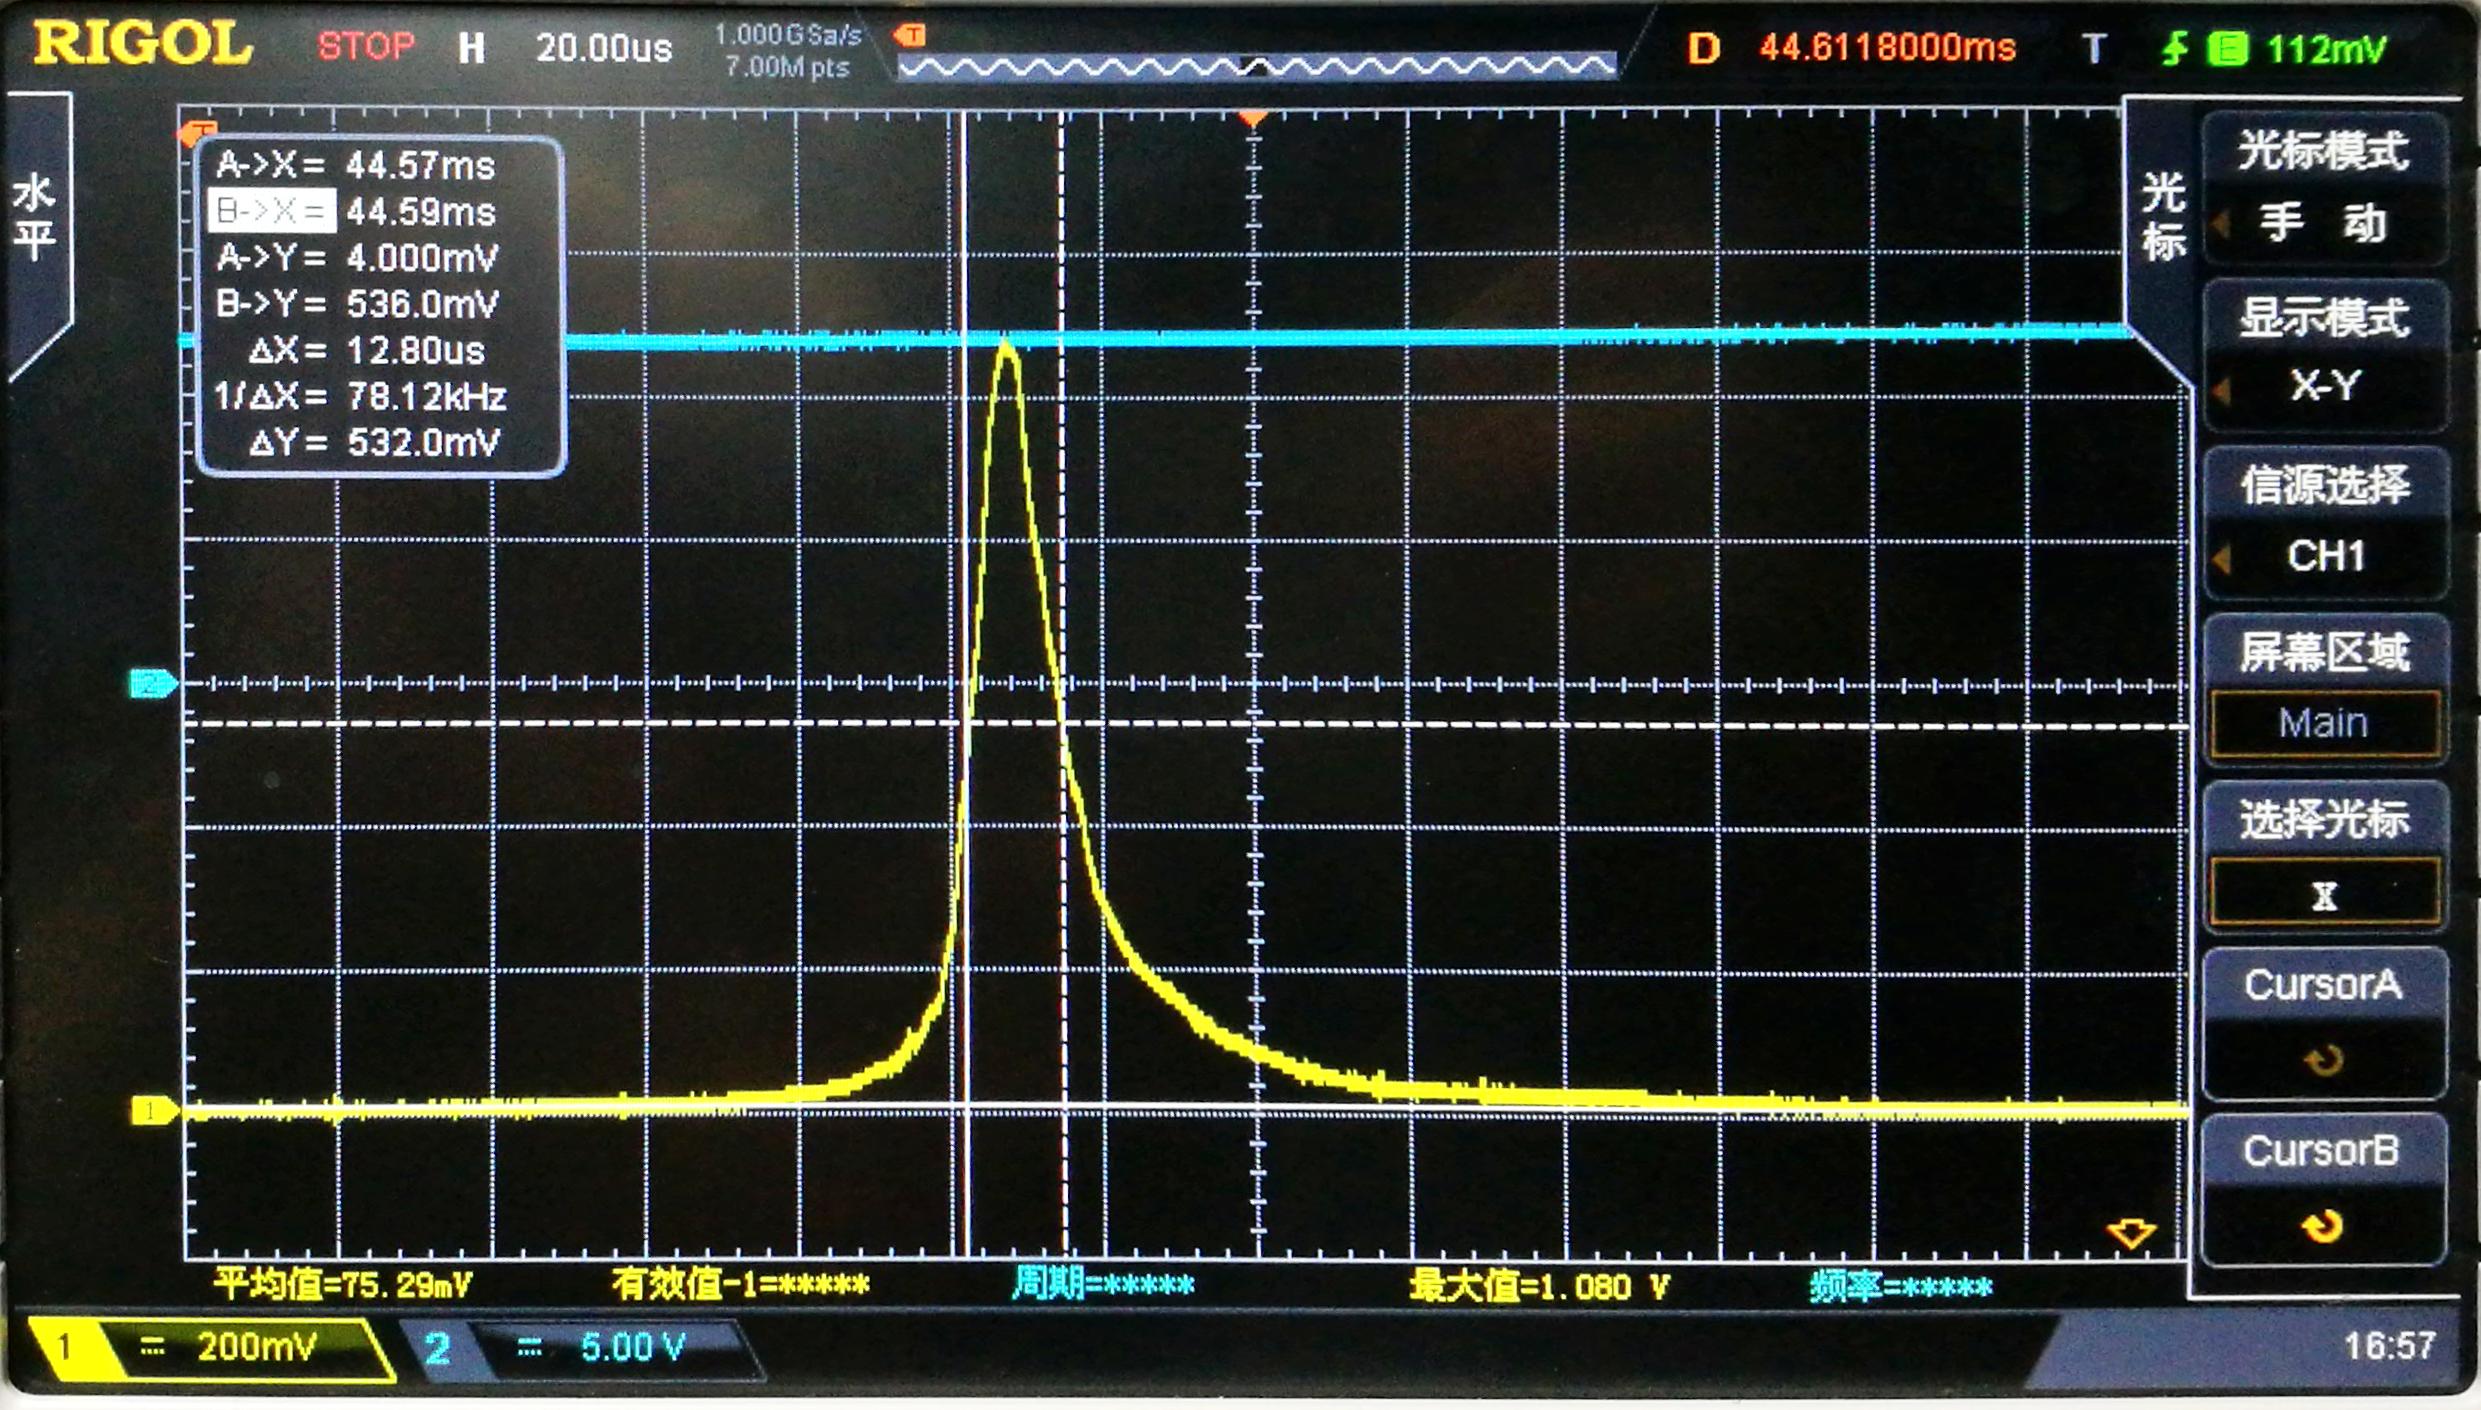 RIGOL STOP H 20.00us 1.000GSa/s 7.00M pts D 44.6118000ms T E 112mV
水平
T
A->X= 44.57ms
B->X= 44.59ms
A->Y= 4.000mV
B->Y= 536.0mV
ΔX= 12.80us
1/ΔX= 78.12kHz
ΔY= 532.0mV
2
1
光标
光标模式
手 动
显示模式
X-Y
信源选择
CH1
屏幕区域
Main
选择光标
X
CursorA
CursorB
平均值=75.29mV 有效值-1=***** 周期=***** 最大值=1.080 V 频率=*****
1 200mV 2 5.00 V 16:57